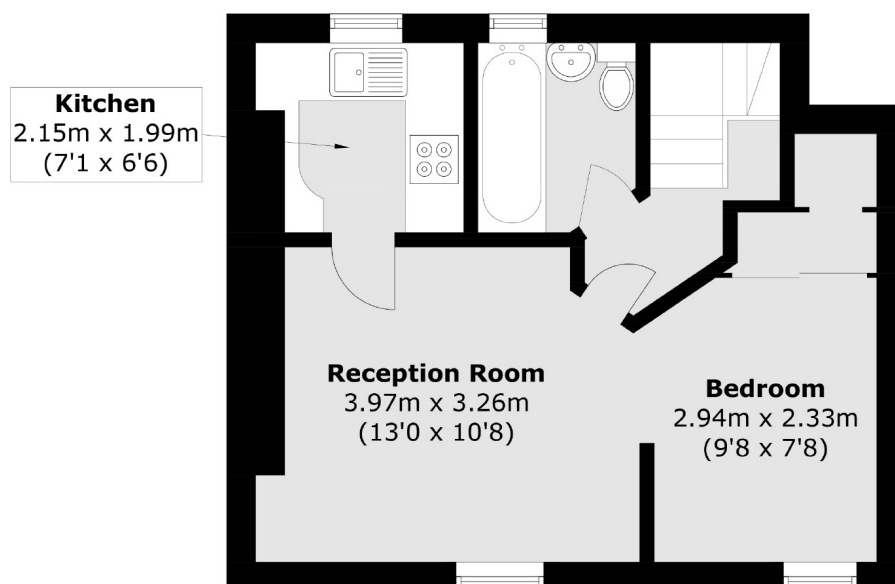 Kitchen
2.15m x 1.99m
(7'1 x 6'6)
Reception Room
3.97m x 3.26m
(13'0 x 10'8)
Bedroom
2.94m x 2.33m
(9'8 x 7'8)